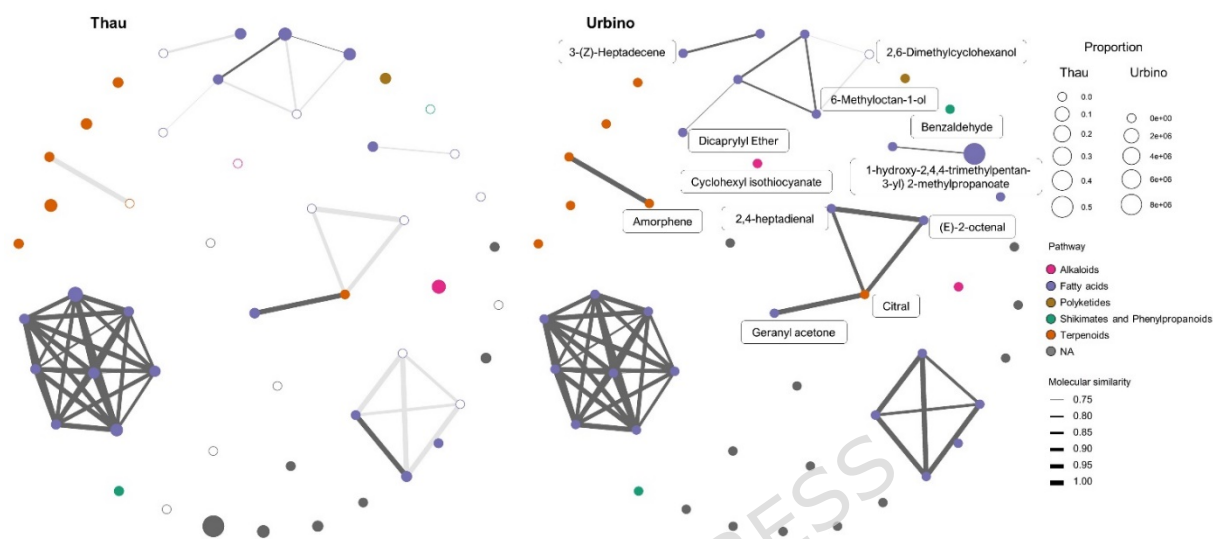 Thau
Urbino
3-(Z)-Heptadecene
2,6-Dimethylcyclohexanol
6-Methyloctan-1-ol
Benzaldehyde
Dicaprylyl Ether
Cyclohexyl isothiocyanate
1-hydroxy-2,4,4-trimethylpentan-
3-yl) 2-methylpropanoate
Amorphene
2,4-heptadienal
(E)-2-octenal
Citral
Geranyl acetone
Proportion
Thau
Urbino
0.0
0.1
0.2
0.3
0.4
0.5
0e+00
2e+06
4e+06
6e+06
8e+06
Pathway
Alkaloids
Fatty acids
Polyketides
Shikimates and Phenylpropanoids
Terpenoids
NA
Molecular similarity
0.75
0.80
0.85
0.90
0.95
1.00
PRESS